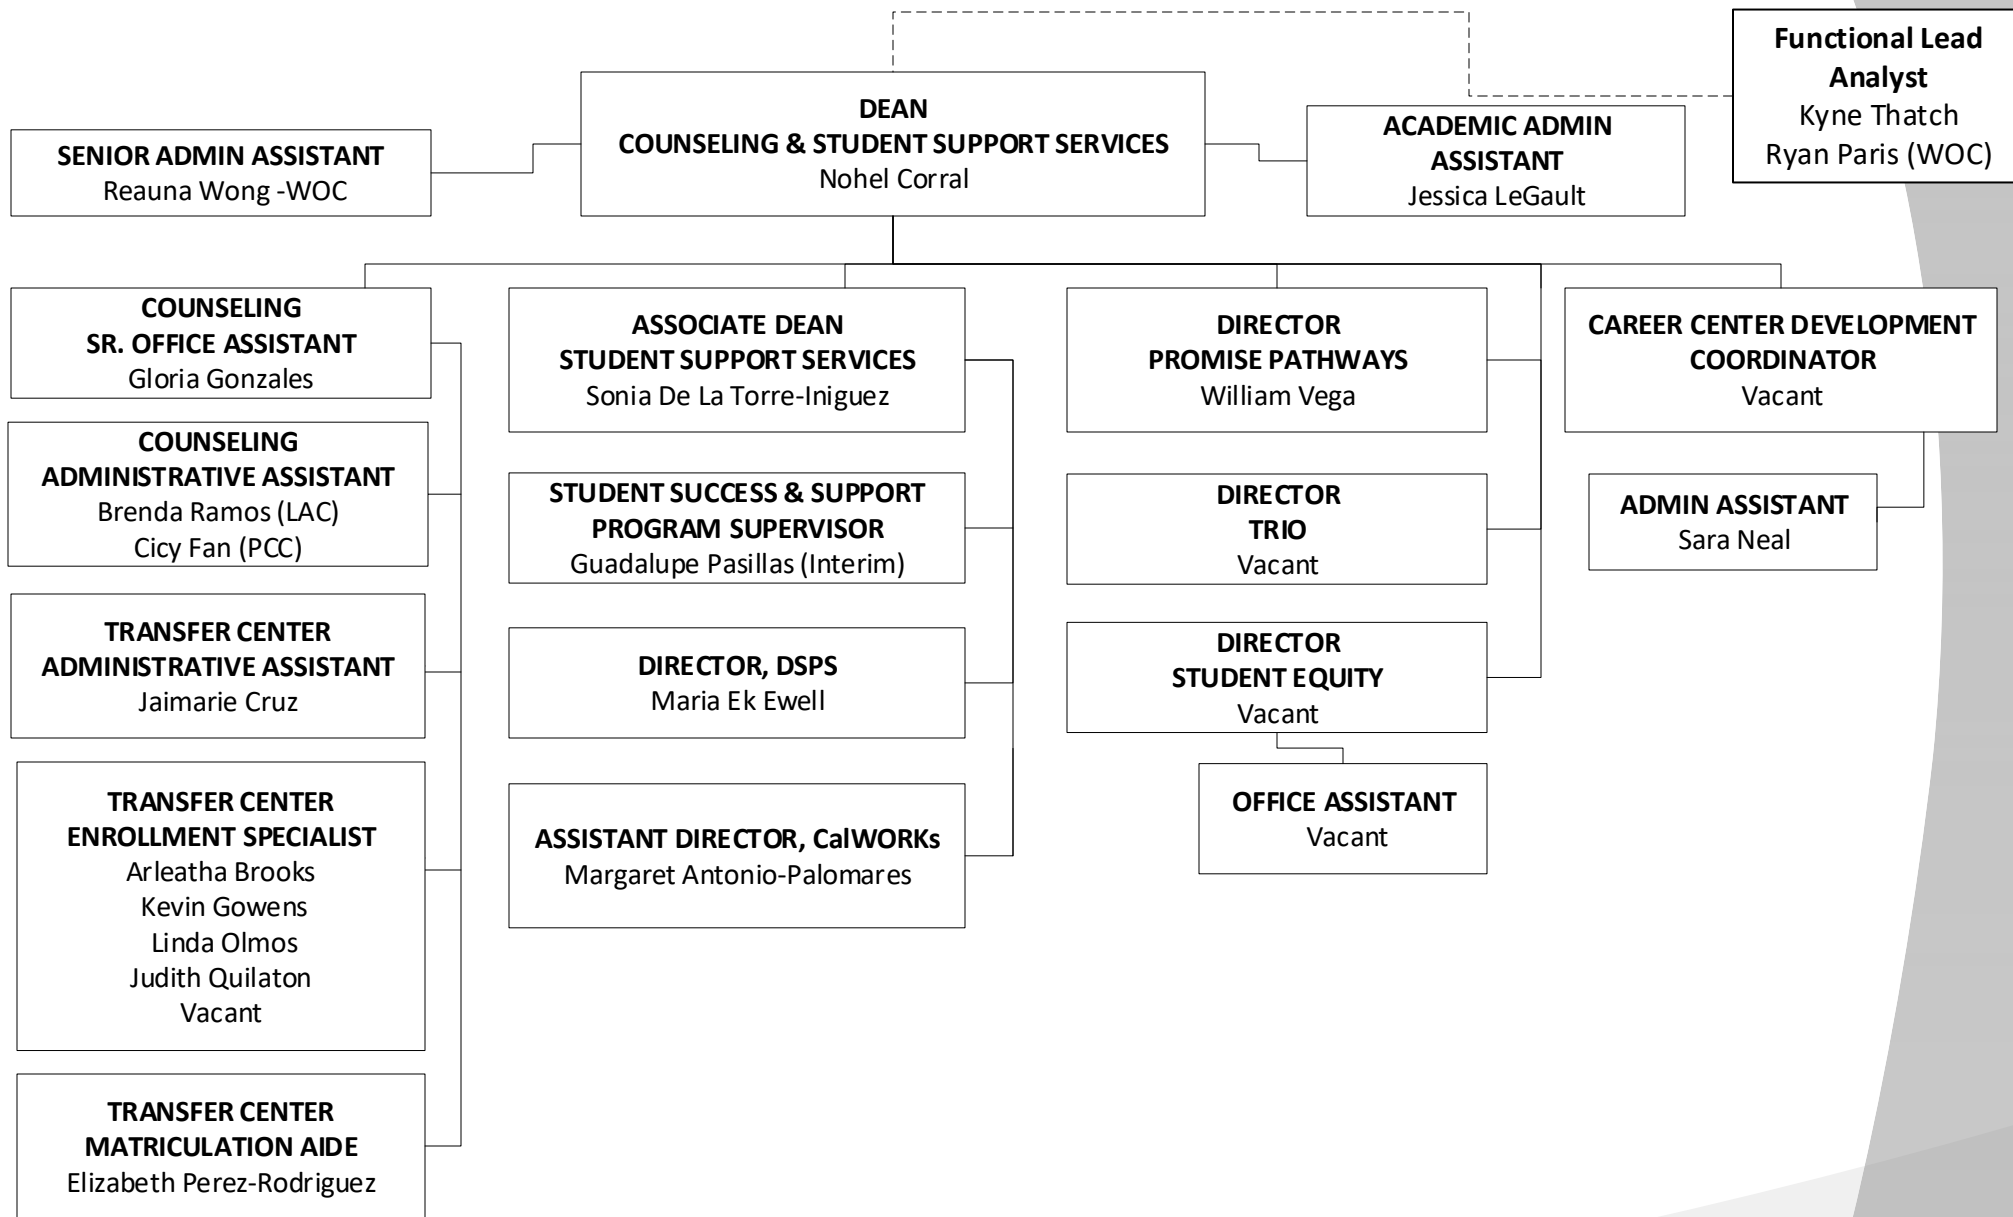 Functional Lead
Analyst
Kyne Thatch
Ryan Paris (WOC)
DEAN
COUNSELING & STUDENT SUPPORT SERVICES
Nohel Corral
SENIOR ADMIN ASSISTANT
Reauna Wong -WOC
ACADEMIC ADMIN
ASSISTANT
Jessica LeGault
COUNSELING
SR. OFFICE ASSISTANT
Gloria Gonzales
COUNSELING
ADMINISTRATIVE ASSISTANT
Brenda Ramos (LAC)
Cicy Fan (PCC)
TRANSFER CENTER
ADMINISTRATIVE ASSISTANT
Jaimarie Cruz
TRANSFER CENTER
ENROLLMENT SPECIALIST
Arleatha Brooks
Kevin Gowens
Linda Olmos
Judith Quilaton
Vacant
TRANSFER CENTER
MATRICULATION AIDE
Elizabeth Perez-Rodriguez
ASSOCIATE DEAN
STUDENT SUPPORT SERVICES
Sonia De La Torre-Iniguez
STUDENT SUCCESS & SUPPORT
PROGRAM SUPERVISOR
Guadalupe Pasillas (Interim)
DIRECTOR, DSPS
Maria Ek Ewell
ASSISTANT DIRECTOR, CalWORKs
Margaret Antonio-Palomares
DIRECTOR
PROMISE PATHWAYS
William Vega
DIRECTOR
TRIO
Vacant
DIRECTOR
STUDENT EQUITY
Vacant
OFFICE ASSISTANT
Vacant
CAREER CENTER DEVELOPMENT
COORDINATOR
Vacant
ADMIN ASSISTANT
Sara Neal